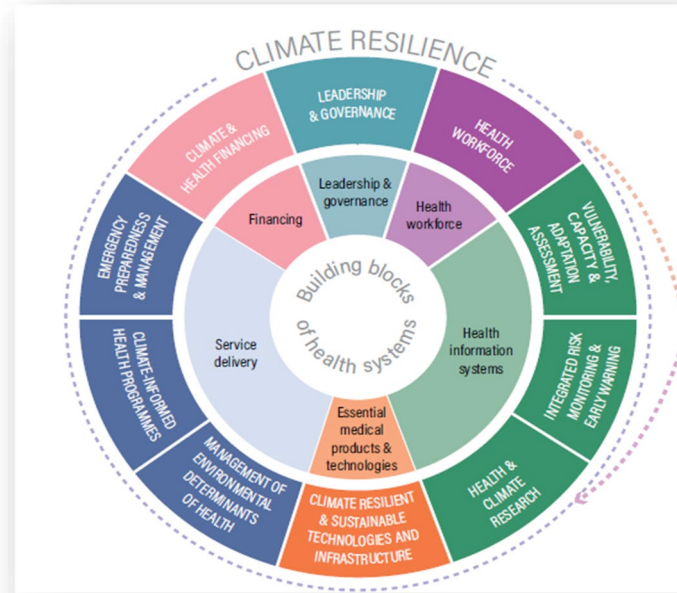 CLIMATE RESILIENCE
LEADERSHIP
& GOVERNANCE
HEALTH
WORKFORCE
VULNERABILITY,
CAPACITY &
ADAPTATION
ASSESSMENT
INTEGRATED RISK
MONITORING &
EARLY WARNING
HEALTH &
CLIMATE
RESEARCH
CLIMATE RESILIENT
& SUSTAINABLE
TECHNOLOGIES AND
INFRASTRUCTURE
MANAGEMENT OF
ENVIRONMENTAL
DETERMINANTS
OF HEALTH
CLIMATE-INFORMED
HEALTH PROGRAMMES
EMERGENCY
PREPAREDNESS
& MANAGEMENT
CLIMATE &
HEALTH FINANCING
Leadership &
governance
Health
workforce
Health
information
systems
Essential
medical
products &
technologies
Service
delivery
Financing
Building blocks
of health systems